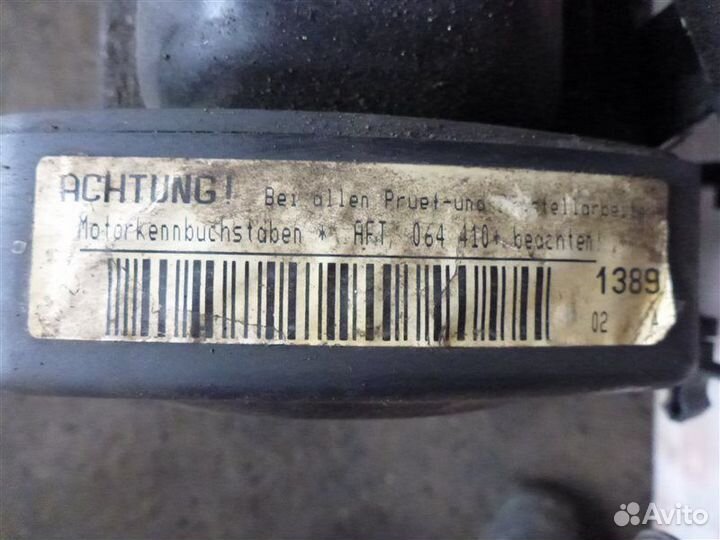 ACHTUNG! Bei allen Pruef-und
Motorkennbuchstaben * AFT, 064 410* beachten!
1389
02 A
Avito